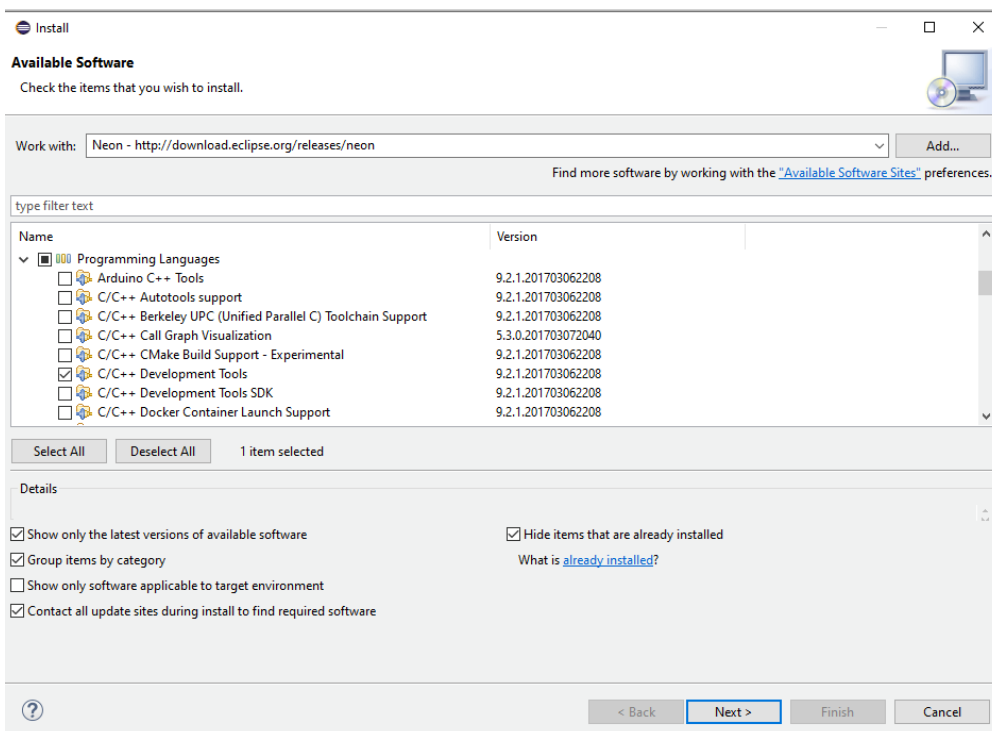 Install
Available Software
Check the items that you wish to install.
Work with: Neon - http://download.eclipse.org/releases/neon Add...
Find more software by working with the "Available Software Sites" preferences.
type filter text
Name Version
Programming Languages
Arduino C++ Tools 9.2.1.201703062208
C/C++ Autotools support 9.2.1.201703062208
C/C++ Berkeley UPC (Unified Parallel C) Toolchain Support 9.2.1.201703062208
C/C++ Call Graph Visualization 5.3.0.201703072040
C/C++ CMake Build Support - Experimental 9.2.1.201703062208
C/C++ Development Tools 9.2.1.201703062208
C/C++ Development Tools SDK 9.2.1.201703062208
C/C++ Docker Container Launch Support 9.2.1.201703062208
Select All Deselect All 1 item selected
Details
Show only the latest versions of available software Hide items that are already installed
Group items by category What is already installed?
Show only software applicable to target environment
Contact all update sites during install to find required software
? < Back Next > Finish Cancel